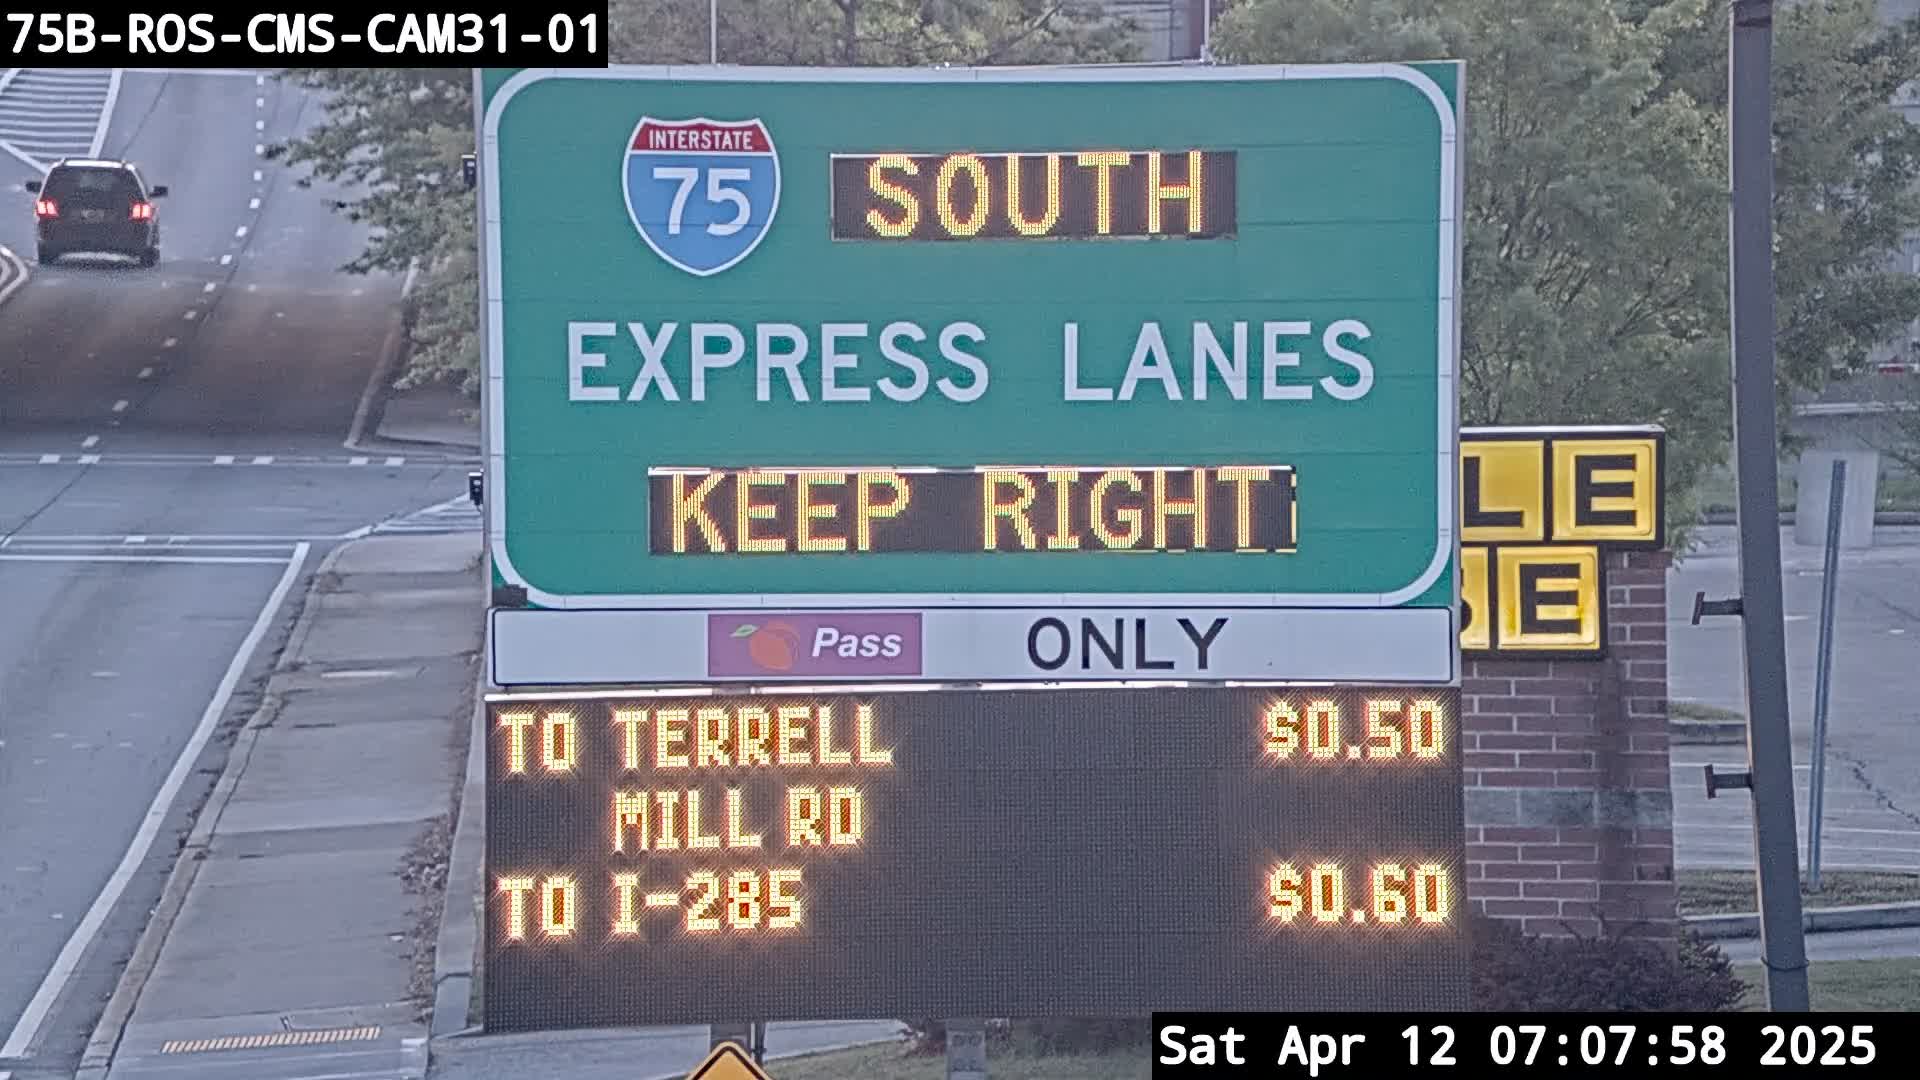 75B-ROS-CMS-CAM31-01
INTERSTATE
75
SOUTH
EXPRESS LANES
KEEP RIGHT
Pass ONLY
TO TERRELL $0.50
MILL RD
TO I-285 $0.60
LE
E
Sat Apr 12 07:07:58 2025